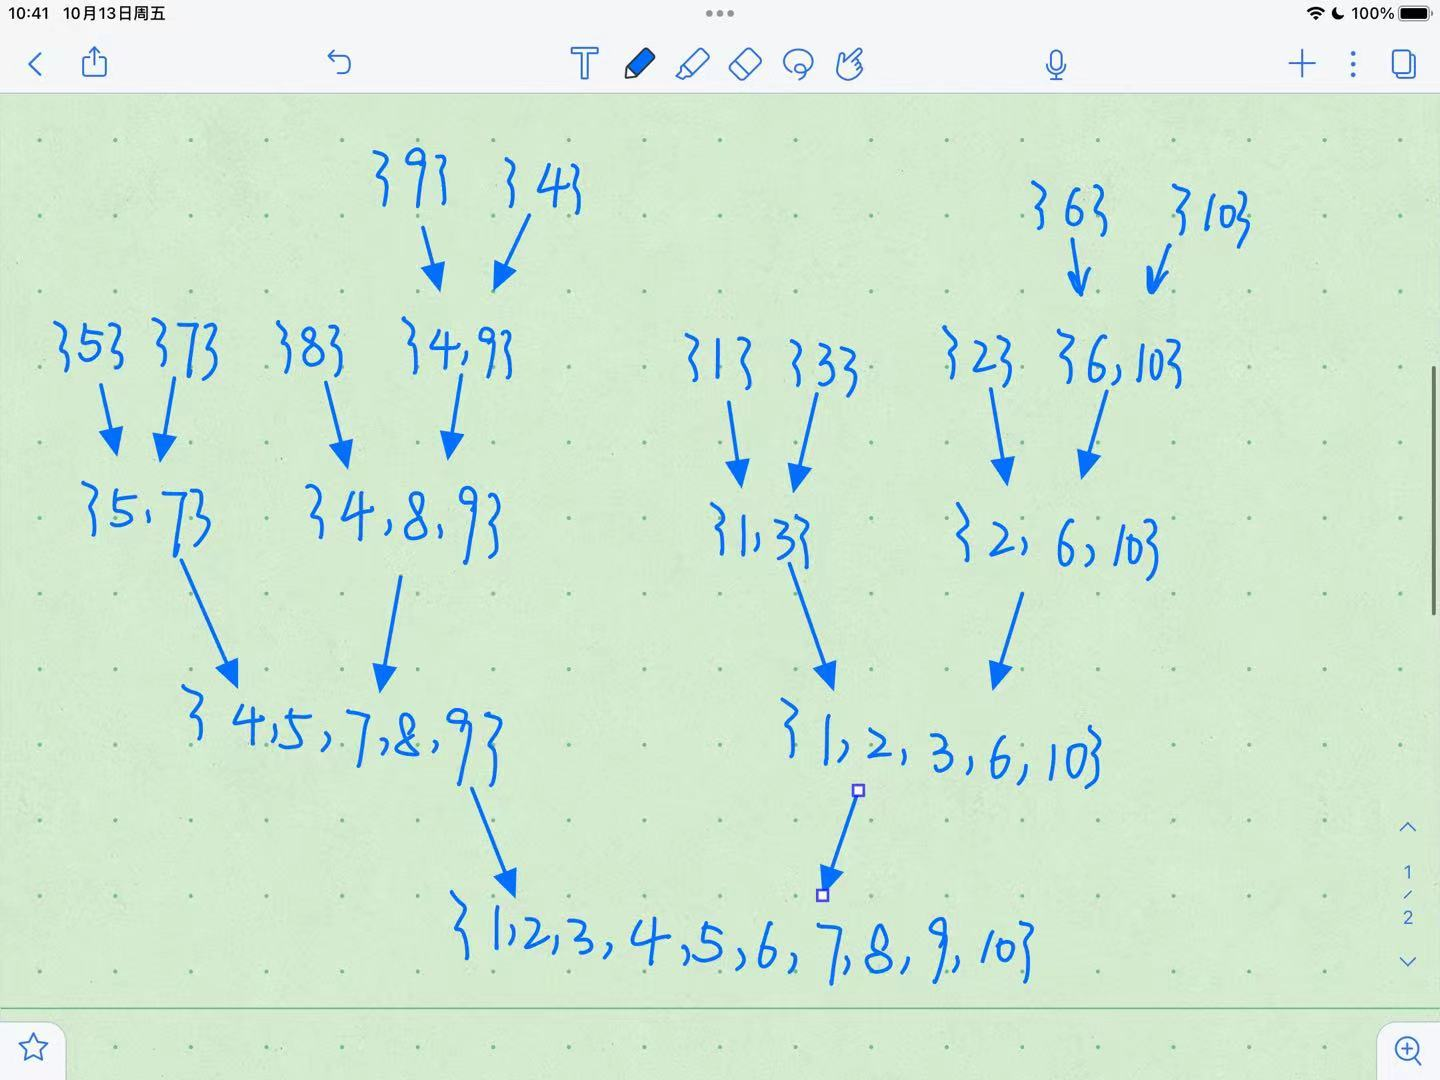 10:41 10月13日周五 100%
T
{9} {4}
{6} {10}
{5} {7} {8} {4,9} {1} {3} {2} {6,10}
{5,7} {4,8,9} {1,3} {2,6,10}
{4,5,7,8,9} {1,2,3,6,10}
{1,2,3,4,5,6,7,8,9,10}
1
/
2